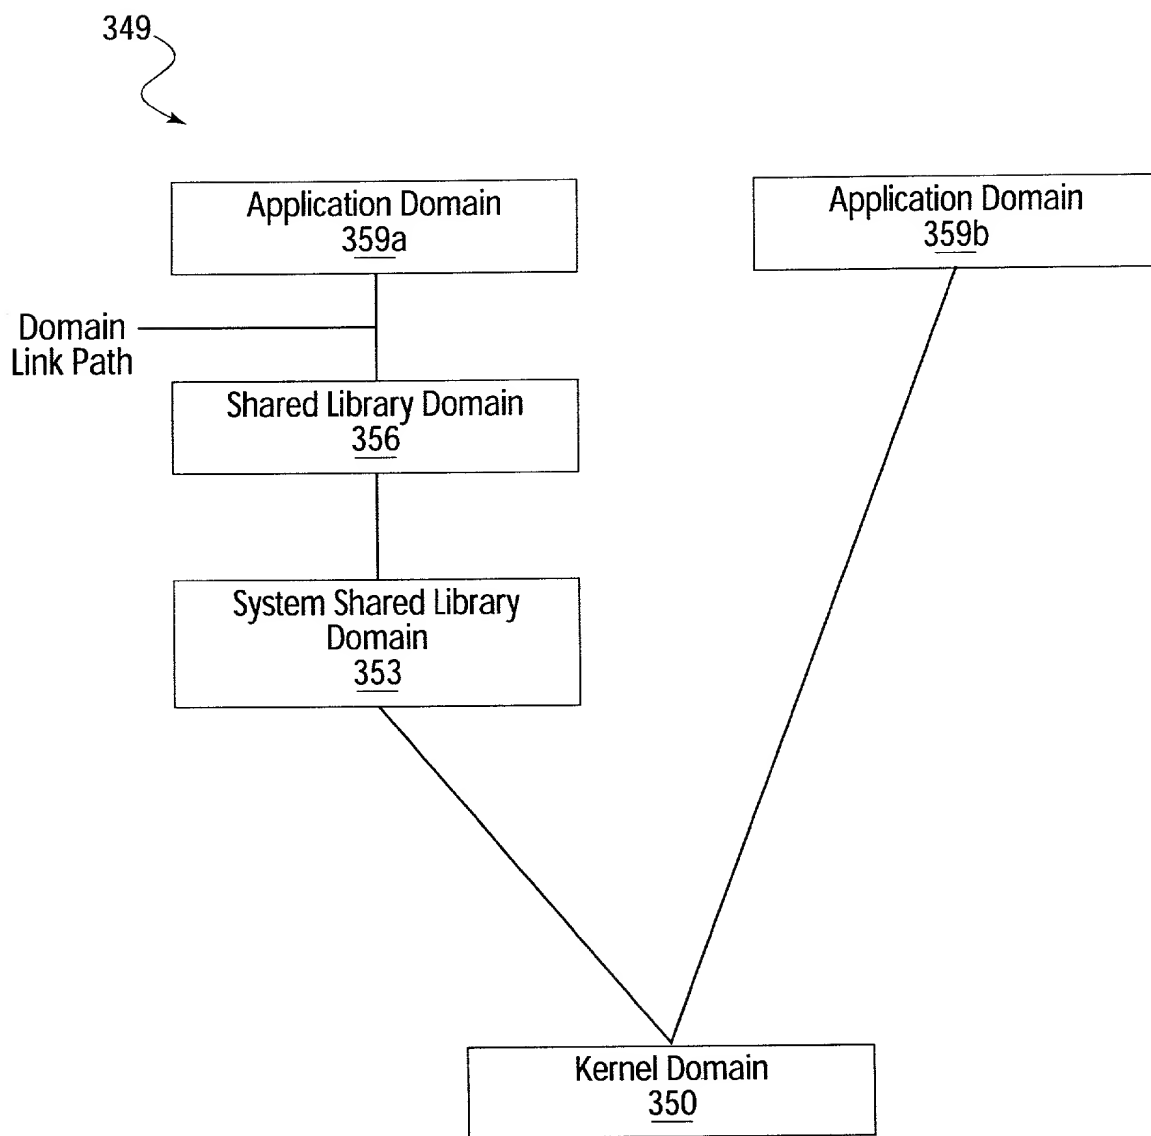 349
Application Domain
359a
Application Domain
359b
Domain
Link Path
Shared Library Domain
356
System Shared Library
Domain
353
Kernel Domain
350